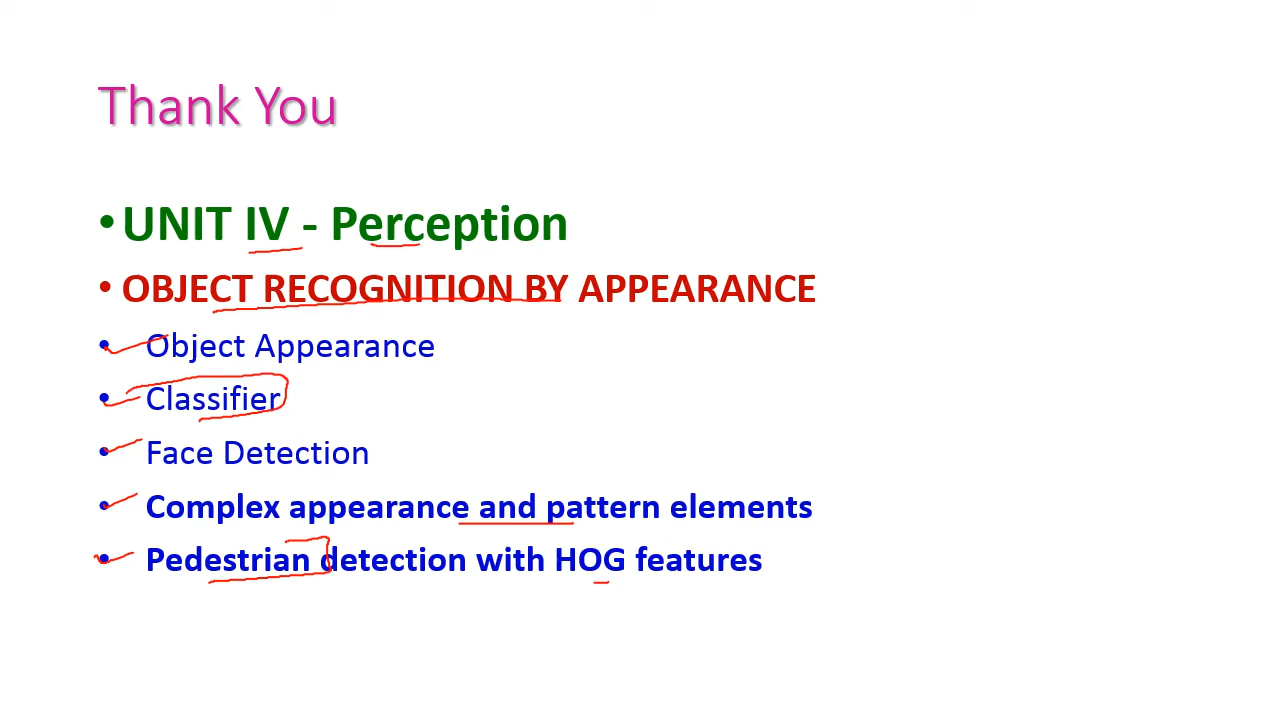 Thank You
•UNIT IV - Perception
• OBJECT RECOGNITION BY APPEARANCE
• Object Appearance
• Classifier
• Face Detection
• Complex appearance and pattern elements
• Pedestrian detection with HOG features